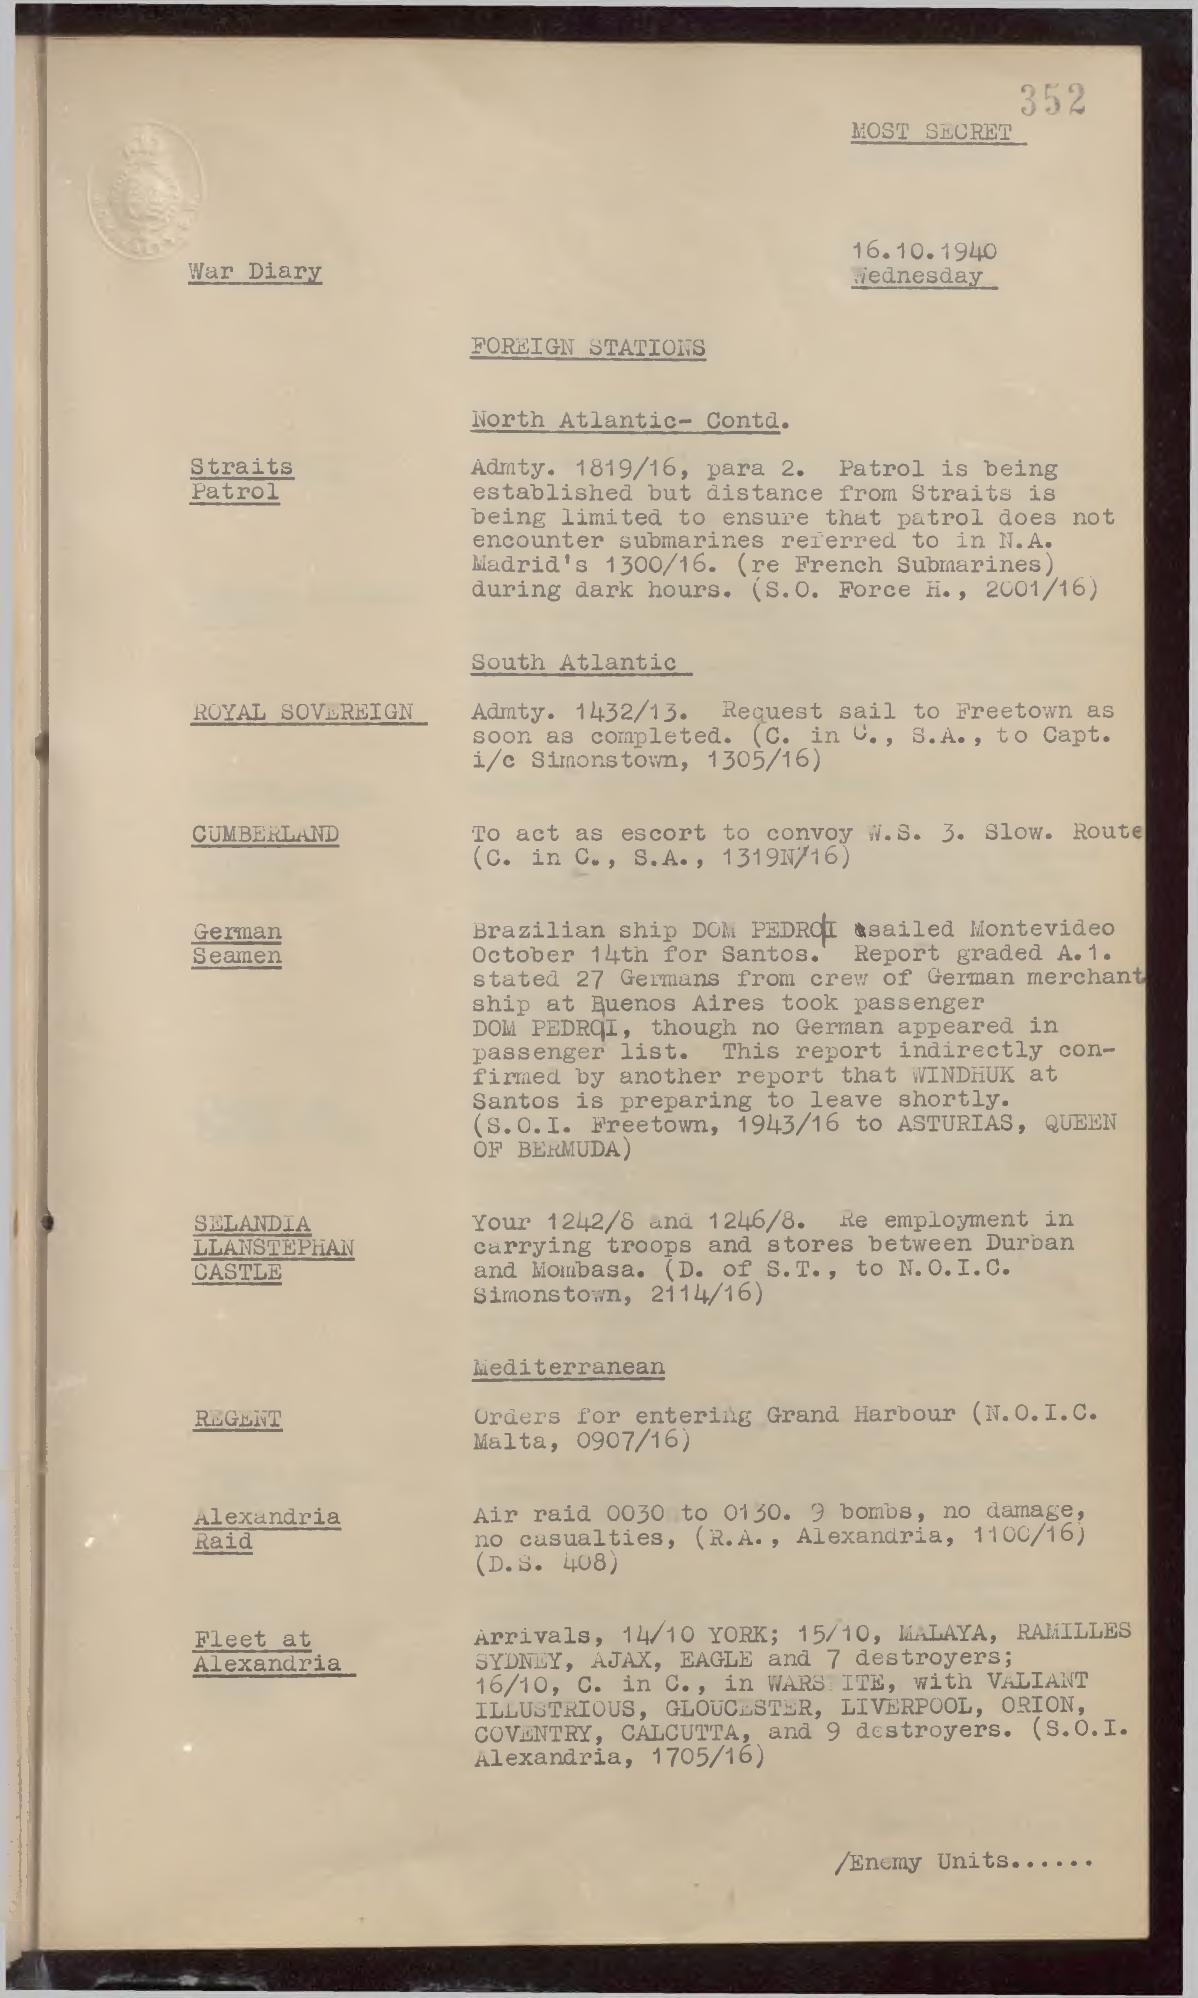 352
MOST SECRET
16.10.1940
War Diary
Wednesday
FOREIGN STATIONS
North Atlantic- Contd.
Straits
Patrol
Admty. 1819/16, para 2. Patrol is being
established but distance from Straits is
being limited to ensure that patrol does not
encounter submarines referred to in N.A.
Madrid's 1300/16. (re French Submarines)
during dark hours. (S.O. Force H., 2001/16)
South Atlantic
ROYAL SOVEREIGN
Admty. 1432/13. Request sail to Freetown as
soon as completed. (C. in C., S.A., to Capt.
i/c Simonstown, 1305/16)
CUMBERLAND
To act as escort to convoy W.S. 3. Slow. Route
(C. in C., S.A., 1319N/16)
German
Seamen
Brazilian ship DOM PEDRO I sailed Montevideo
October 14th for Santos. Report graded A.1.
stated 27 Germans from crew of German merchant
ship at Buenos Aires took passenger
DOM PEDRO I, though no German appeared in
passenger list. This report indirectly con-
firmed by another report that WINDHUK at
Santos is preparing to leave shortly.
(S.O.I. Freetown, 1943/16 to ASTURIAS, QUEEN
OF BERMUDA)
SELANDIA
LLANSTEPHAN
CASTLE
Your 1242/8 and 1246/8. Re employment in
carrying troops and stores between Durban
and Mombasa. (D. of S.T., to N.O.I.C.
Simonstown, 2114/16)
Mediterranean
REGENT
Orders for entering Grand Harbour (N.O.I.C.
Malta, 0907/16)
Alexandria
Raid
Air raid 0030 to 0130. 9 bombs, no damage,
no casualties, (R.A., Alexandria, 1100/16)
(D.S. 408)
Fleet at
Alexandria
Arrivals, 14/10 YORK; 15/10, MALAYA, RAMILLES
SYDNEY, AJAX, EAGLE and 7 destroyers;
16/10, C. in C., in WARS ITE, with VALIANT
ILLUSTRIOUS, GLOUCESTER, LIVERPOOL, ORION,
COVENTRY, CALCUTTA, and 9 destroyers. (S.O.I.
Alexandria, 1705/16)
/Enemy Units......